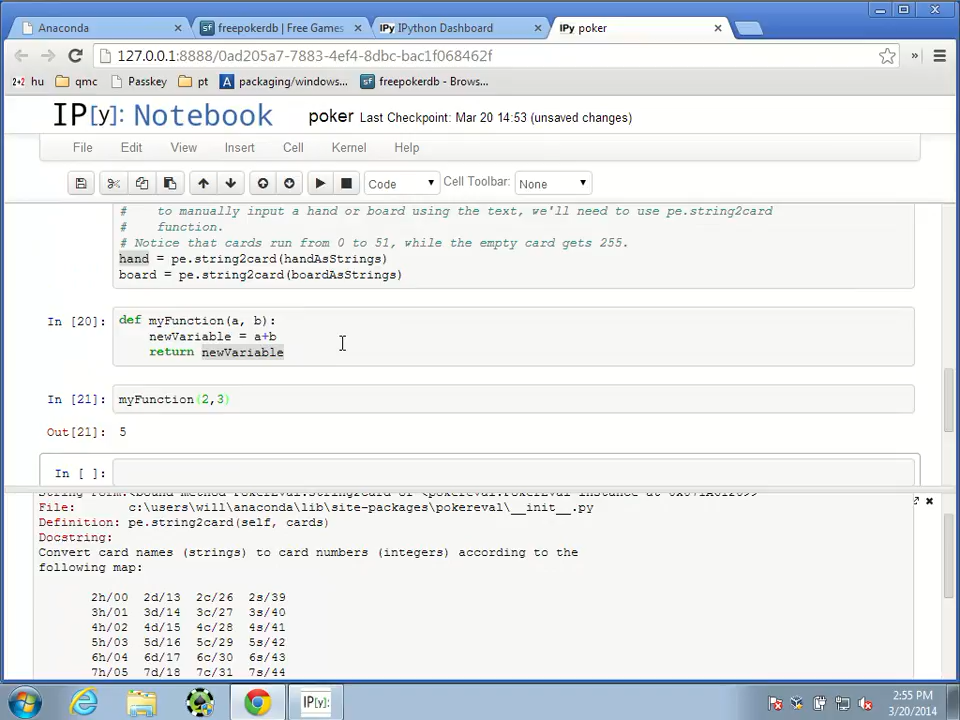 Anaconda
freepokerdb | Free Games
IPy IPython Dashboard
IPy poker
127.0.0.1:8888/0ad205a7-7883-4ef4-8dbc-bac1f068462f
2+2 hu
qmc
pt
Passkey
packaging/windows...
freepokerdb - Brows...
IP[y]: Notebook
poker Last Checkpoint: Mar 20 14:53 (unsaved changes)
File Edit View Insert Cell Kernel Help
Code Cell Toolbar: None
# to manually input a hand or board using the text, we'll need to use pe.string2card
# function.
# Notice that cards run from 0 to 51, while the empty card gets 255.
hand = pe.string2card(handAsStrings)
board = pe.string2card(boardAsStrings)
In [20]: def myFunction(a, b):
newVariable = a+b
return newVariable
In [21]: myFunction(2,3)
Out[21]: 5
In [ ]:
File: c:\users\will\anaconda\lib\site-packages\pokereval\__init__.py
Definition: pe.string2card(self, cards)
Docstring:
Convert card names (strings) to card numbers (integers) according to the
following map:
2h/00 2d/13 2c/26 2s/39
3h/01 3d/14 3c/27 3s/40
4h/02 4d/15 4c/28 4s/41
5h/03 5d/16 5c/29 5s/42
6h/04 6d/17 6c/30 6s/43
7h/05 7d/18 7c/31 7s/44
IP[y]:
2:55 PM
3/20/2014